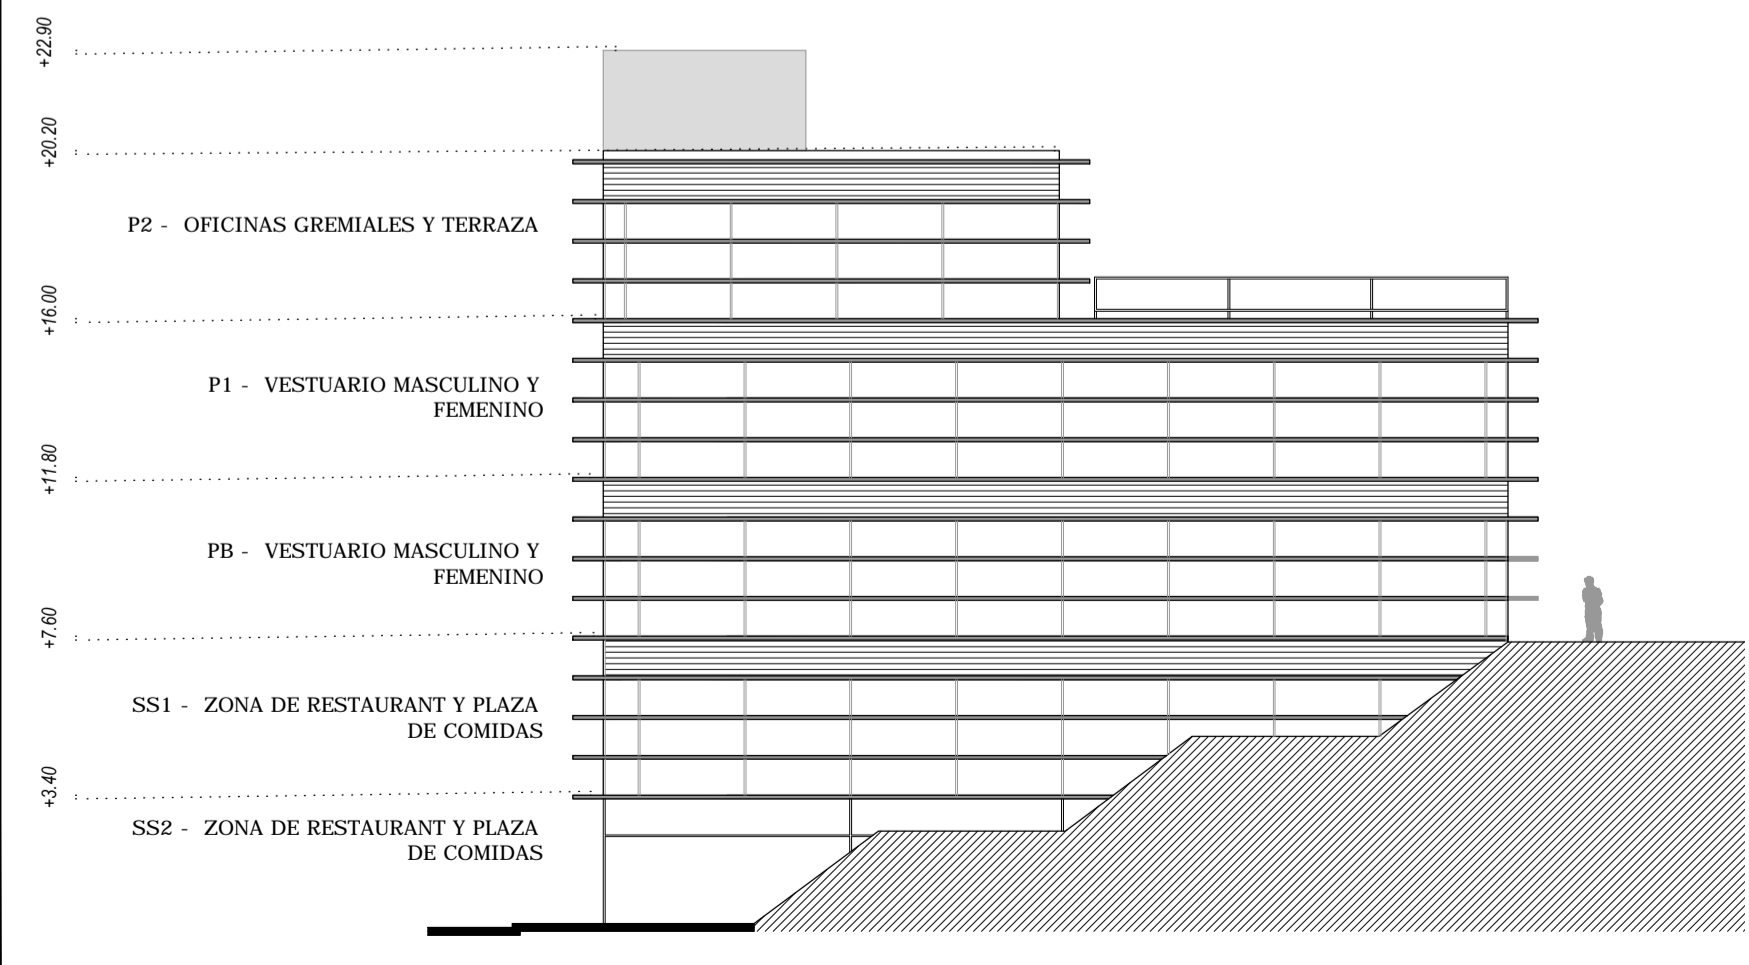 +22.90
+20.20
P2 - OFICINAS GREMIALES Y TERRAZA
+16.00
P1 - VESTUARIO MASCULINO Y
FEMENINO
+11.80
PB - VESTUARIO MASCULINO Y
FEMENINO
+7.60
SS1 - ZONA DE RESTAURANT Y PLAZA
DE COMIDAS
+3.40
SS2 - ZONA DE RESTAURANT Y PLAZA
DE COMIDAS